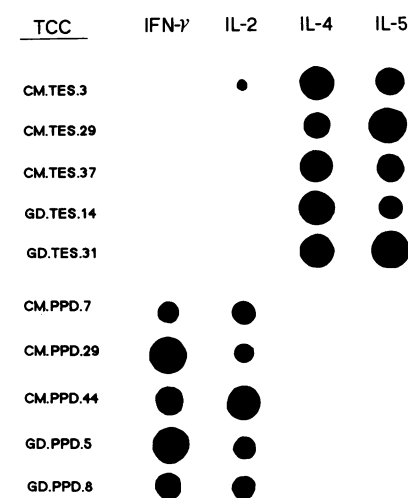 TCC IFN-γ IL-2 IL-4 IL-5
CM.TES.3
CM.TES.29
CM.TES.37
GD.TES.14
GD.TES.31
CM.PPD.7
CM.PPD.29
CM.PPD.44
GD.PPD.5
GD.PPD.8